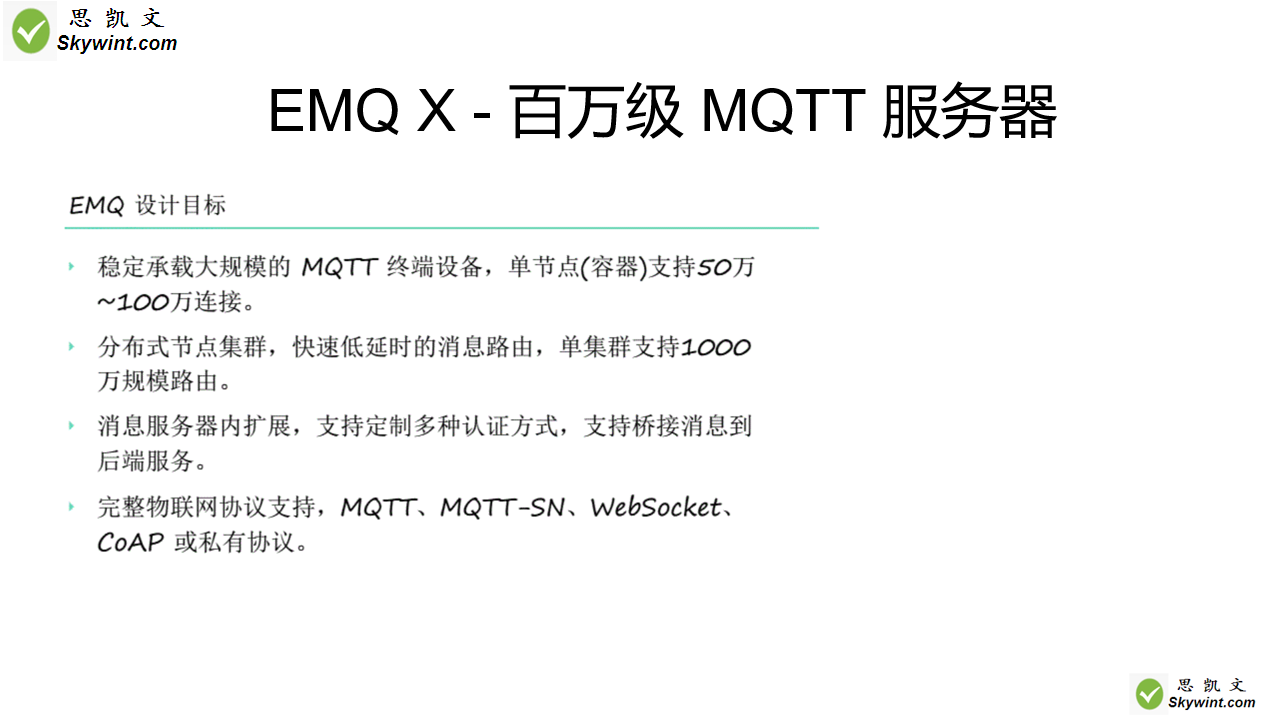 思凯文
Skywint.com
EMQ X - 百万级 MQTT 服务器
EMQ 设计目标
稳定承载大规模的 MQTT 终端设备，单节点(容器)支持50万
~100万连接。
分布式节点集群，快速低延时的消息路由，单集群支持1000
万规模路由。
消息服务器内扩展，支持定制多种认证方式，支持桥接消息到
后端服务。
完整物联网协议支持，MQTT、MQTT-SN、WebSocket、
CoAP 或私有协议。
思凯文
Skywint.com